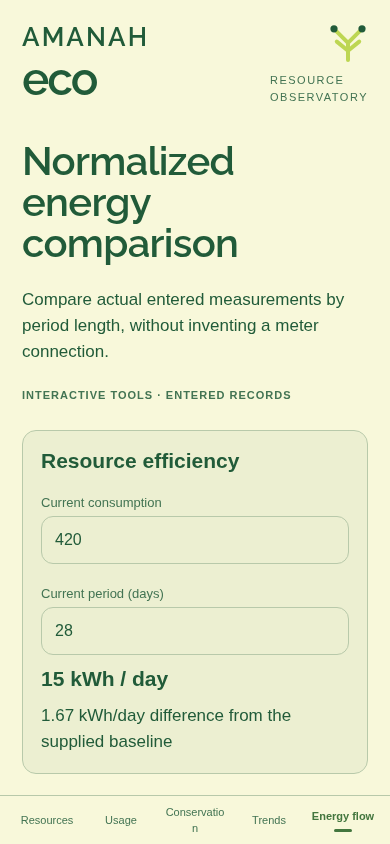 AMANAH
eco
RESOURCE
OBSERVATORY
Normalized
energy
comparison
Compare actual entered measurements by
period length, without inventing a meter
connection.
INTERACTIVE TOOLS · ENTERED RECORDS
Resource efficiency
Current consumption
420
Current period (days)
28
15 kWh / day
1.67 kWh/day difference from the
supplied baseline
Resources
Usage
Conservatio
n
Trends
Energy flow